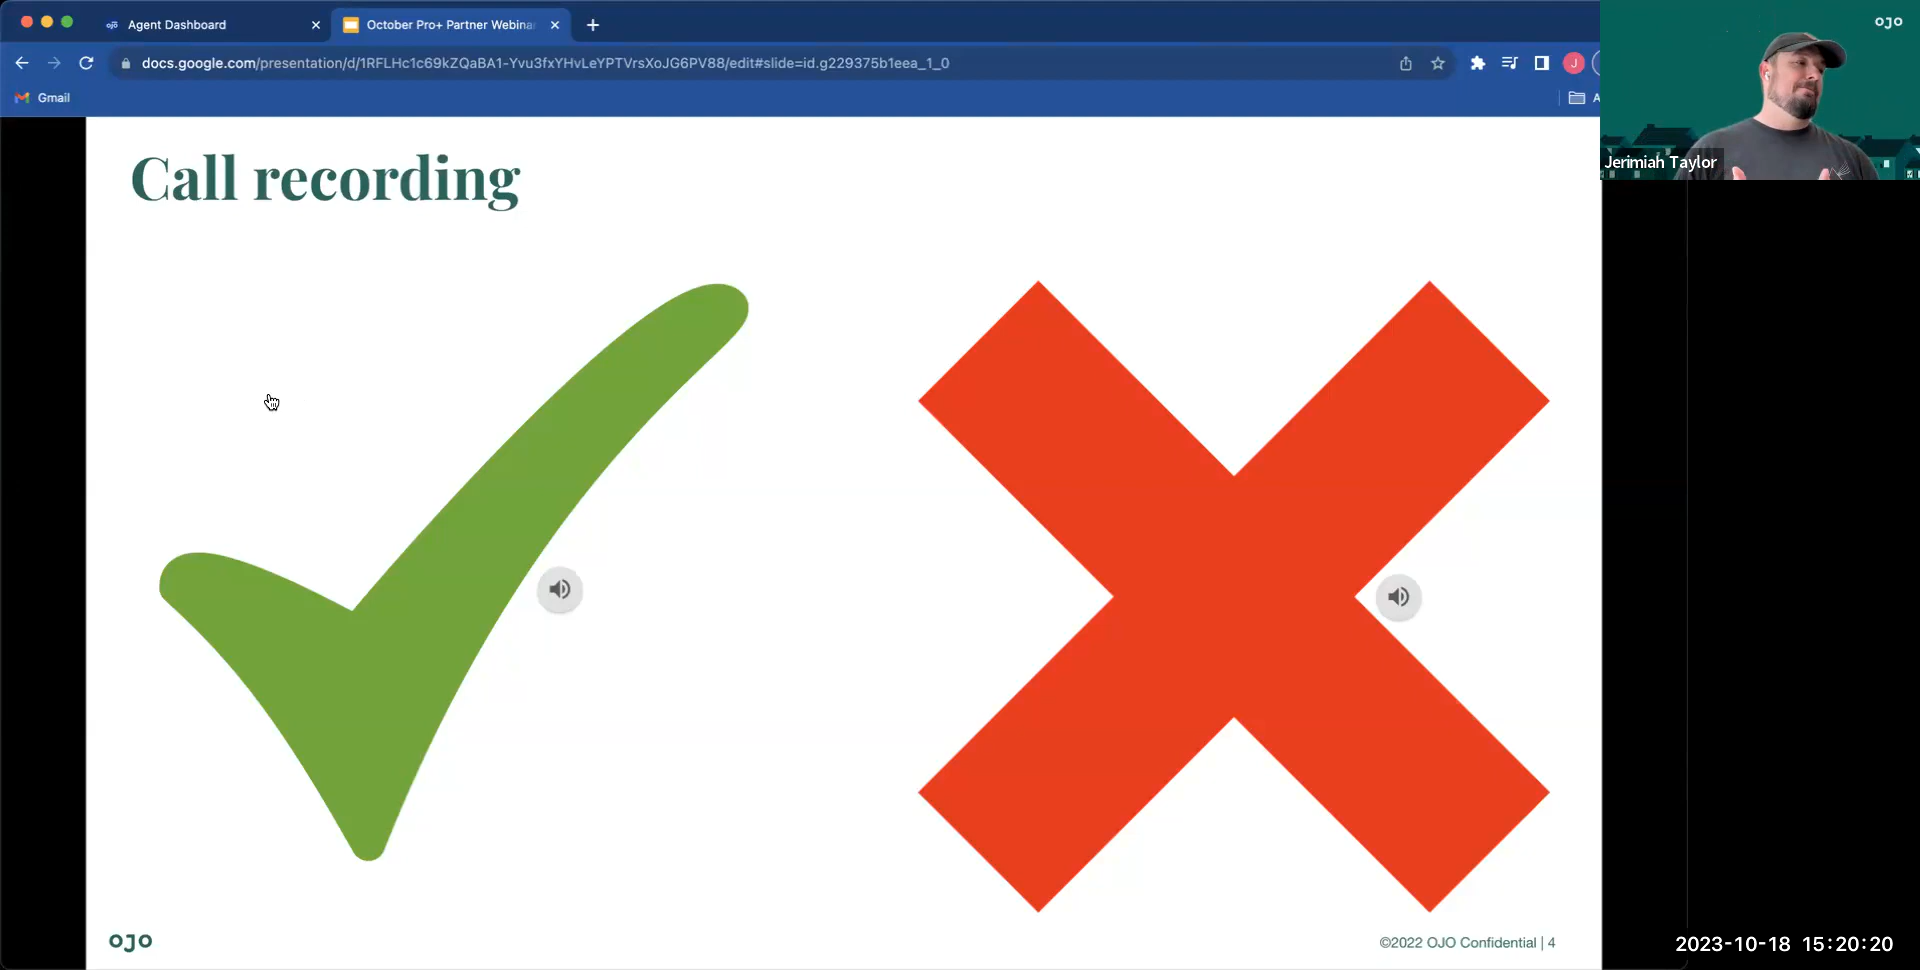 Agent Dashboard
October Pro+ Partner Webina
docs.google.com/presentation/d/1RFLHc1c69kZQaBA1-Yvu3fxYHvLeYPTVrsXoJG6PV88/edit#slide=id.g229375b1eea_1_0
J
Gmail
A
ojo
Jerimiah Taylor
Call recording
ojo
©2022 OJO Confidential | 4
2023-10-18 15:20:20